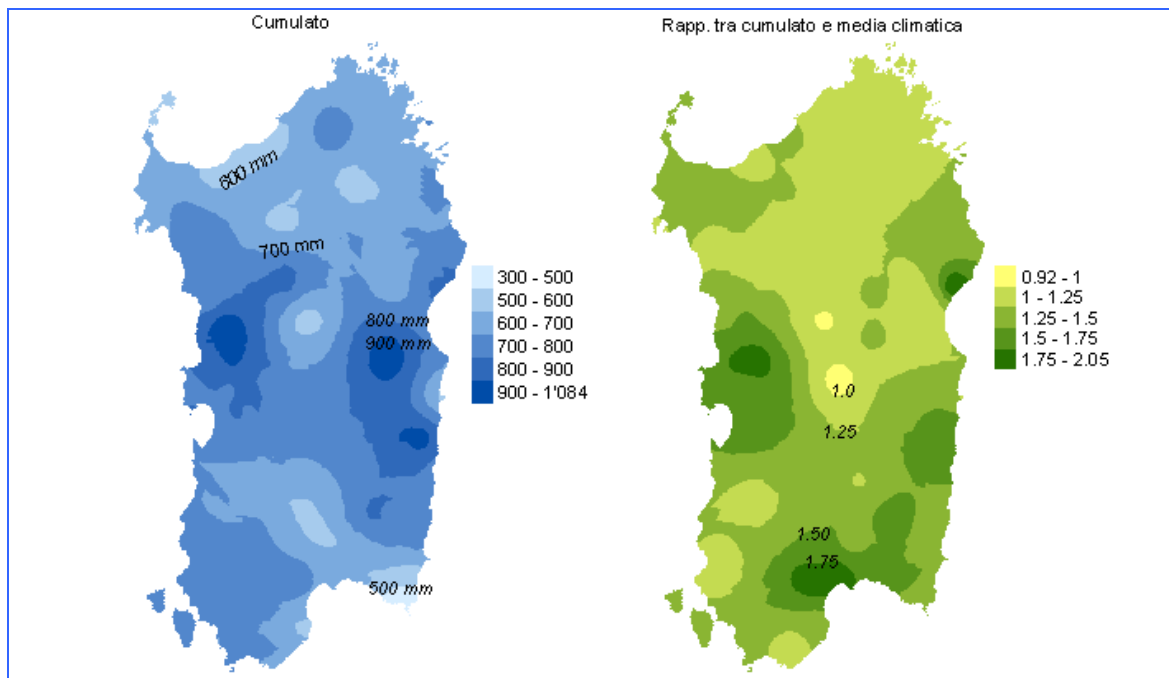 Cumulato
600 mm
700 mm
800 mm
900 mm
500 mm
300 - 500
500 - 600
600 - 700
700 - 800
800 - 900
900 - 1'084
Rapp. tra cumulato e media climatica
1.0
1.25
1.50
1.75
0.92 - 1
1 - 1.25
1.25 - 1.5
1.5 - 1.75
1.75 - 2.05